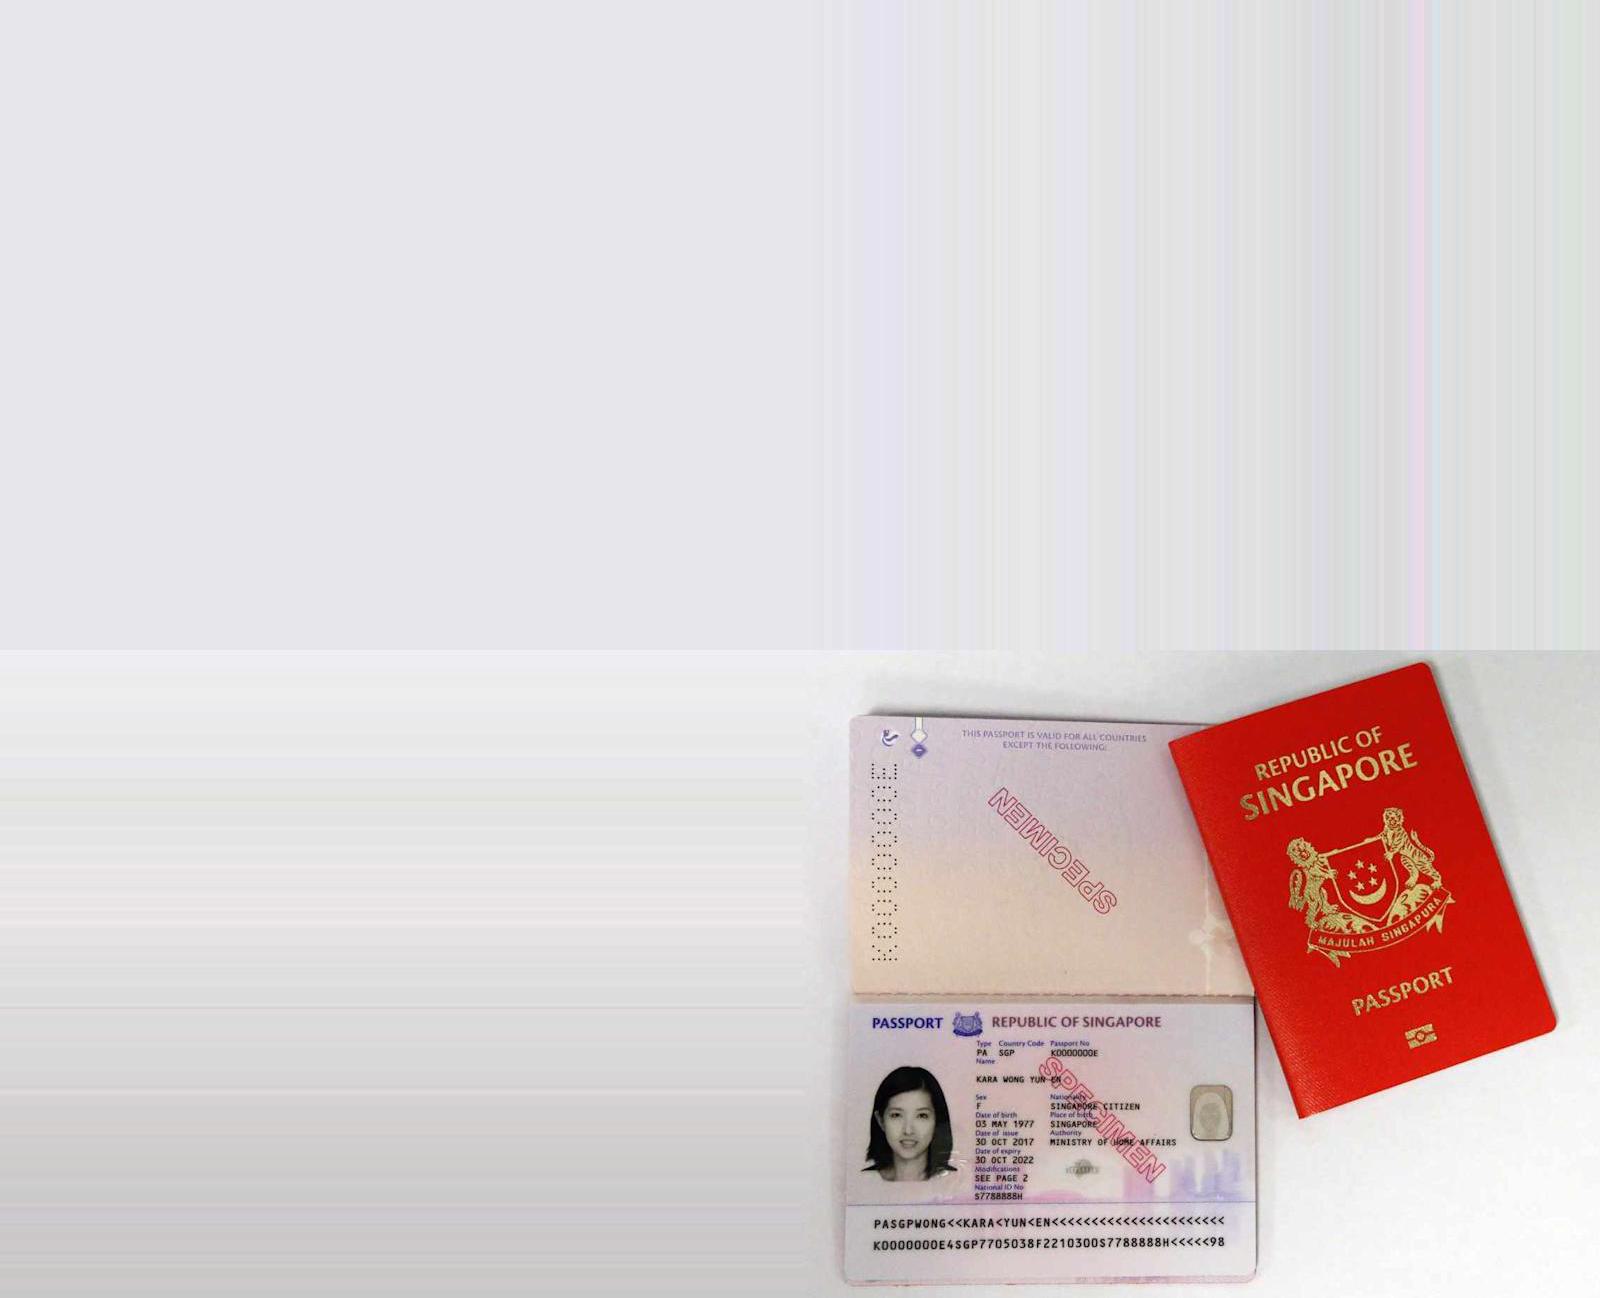 THIS PASSPORT IS VALID FOR ALL COUNTRIES
EXCEPT THE FOLLOWING:
K0000000E
SPECIMEN
REPUBLIC OF
SINGAPORE
MAJULAH SINGAPURA
PASSPORT
PASSPORT REPUBLIC OF SINGAPORE
Type Country Code Passport No
PA SGP K0000000E
Name
KARA WONG YUN EN
Sex Nationality
F SINGAPORE CITIZEN
Date of birth Place of birth
03 MAY 1977 SINGAPORE
Date of issue Authority
30 OCT 2017 MINISTRY OF HOME AFFAIRS
Date of expiry
30 OCT 2022
Modifications
SEE PAGE 2
National ID No
S7788888H
SPECIMEN
PASGPWONG<<KARA<YUN<EN<<<<<<<<<<<<<<<<<<<<<<
K0000000E4SGP7705038F2210300S7788888H<<<<<98